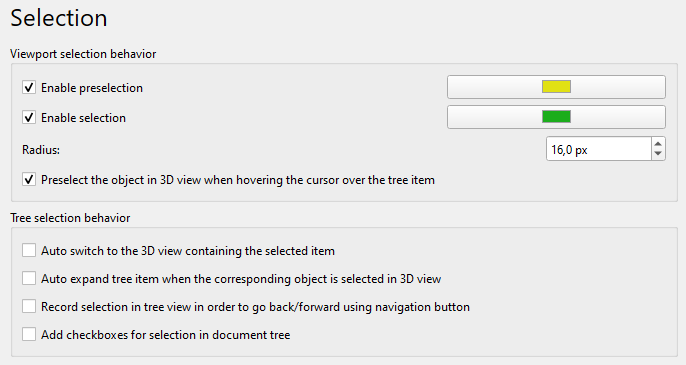 Selection
Viewport selection behavior
Enable preselection
Enable selection
Radius:
16,0 px
Preselect the object in 3D view when hovering the cursor over the tree item
Tree selection behavior
Auto switch to the 3D view containing the selected item
Auto expand tree item when the corresponding object is selected in 3D view
Record selection in tree view in order to go back/forward using navigation button
Add checkboxes for selection in document tree